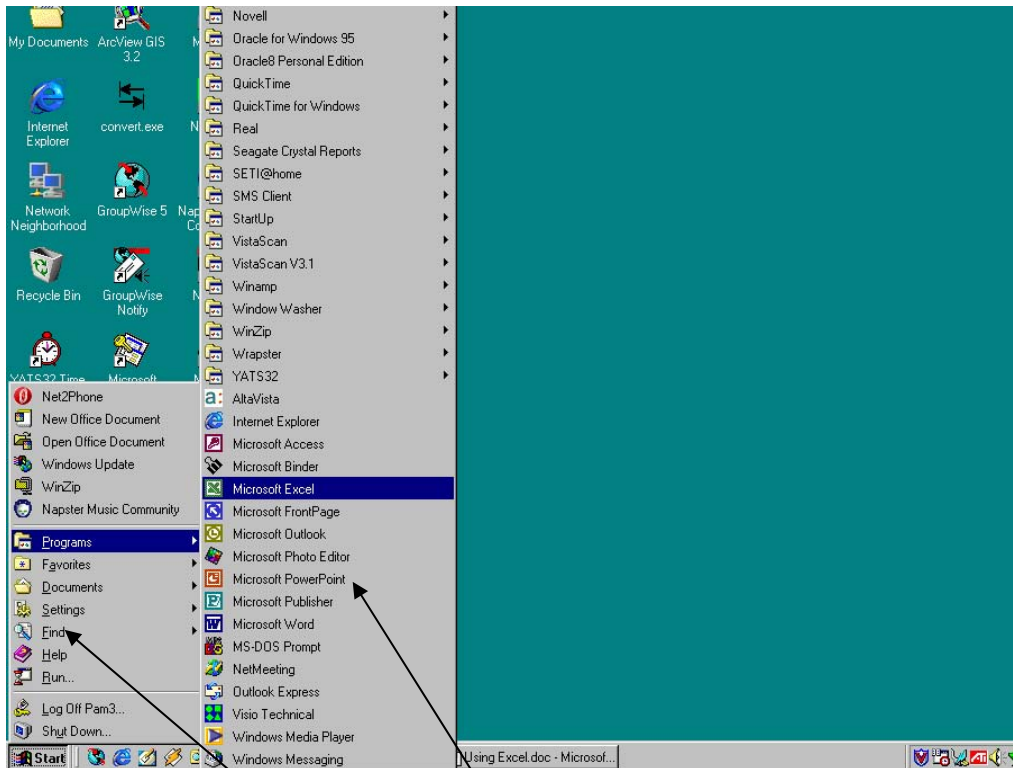 My Documents
ArcView GIS
3.2
Internet
Explorer
convert.exe
Network
Neighborhood
GroupWise 5
Recycle Bin
GroupWise
Notify
YATS32 Time
Microsoft
Novell
Oracle for Windows 95
Oracle8 Personal Edition
QuickTime
QuickTime for Windows
Real
Seagate Crystal Reports
SETI@home
SMS Client
StartUp
VistaScan
VistaScan V3.1
Winamp
Window Washer
WinZip
Wrapster
YATS32
AltaVista
Internet Explorer
Microsoft Access
Microsoft Binder
Microsoft Excel
Microsoft FrontPage
Microsoft Outlook
Microsoft Photo Editor
Microsoft PowerPoint
Microsoft Publisher
Microsoft Word
MS-DOS Prompt
NetMeeting
Outlook Express
Visio Technical
Windows Media Player
Windows Messaging
Net2Phone
New Office Document
Open Office Document
Windows Update
WinZip
Napster Music Community
Programs
Favorites
Documents
Settings
Find
Help
Run...
Log Off Pam3...
Shut Down...
Start
Using Excel.doc - Microsof...